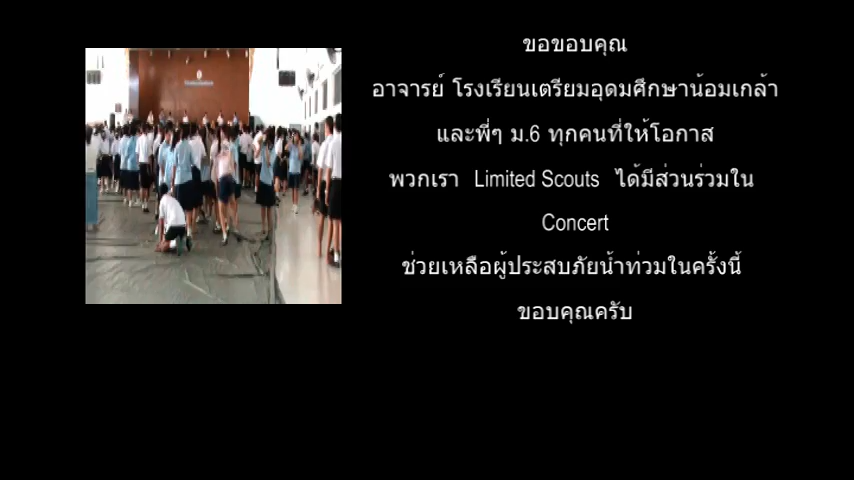 ขอขอบคุณ
อาจารย์ โรงเรียนเตรียมอุดมศึกษาน้อมเกล้า
และพี่ๆ ม.6 ทุกคนที่ให้โอกาส
พวกเรา Limited Scouts ได้มีส่วนร่วมใน
Concert
ช่วยเหลือผู้ประสบภัยน้ำท่วมในครั้งนี้
ขอบคุณครับ